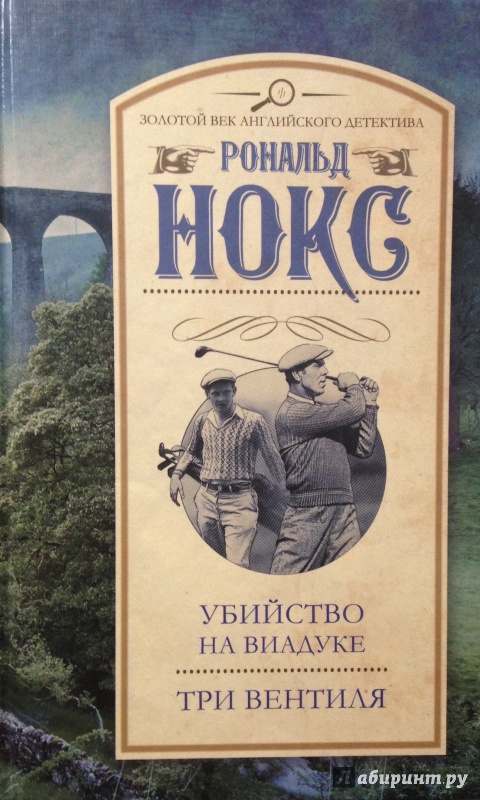 ЗОЛОТОЙ ВЕК АНГЛИЙСКОГО ДЕТЕКТИВА
РОНАЛЬД
НОКС
УБИЙСТВО
НА ВИАДУКЕ
ТРИ ВЕНТИЛЯ
Лабиринт.ру